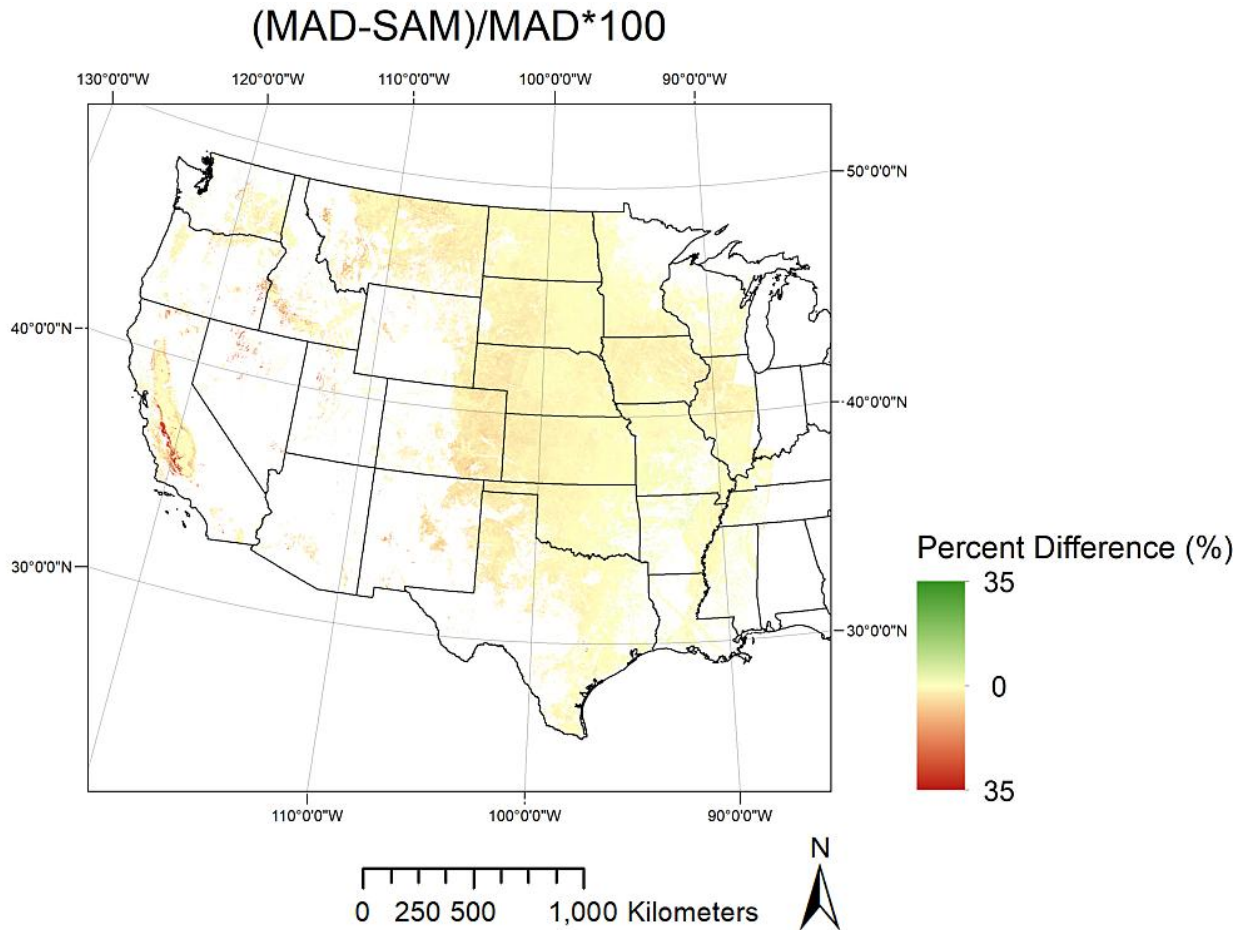 (MAD-SAM)/MAD*100
130°0'0"W 120°0'0"W 110°0'0"W 100°0'0"W 90°0'0"W
50°0'0"N
40°0'0"N 40°0'0"N
30°0'0"N
30°0'0"N
Percent Difference (%)
35
0
35
110°0'0"W 100°0'0"W 90°0'0"W
N
0 250 500 1,000 Kilometers